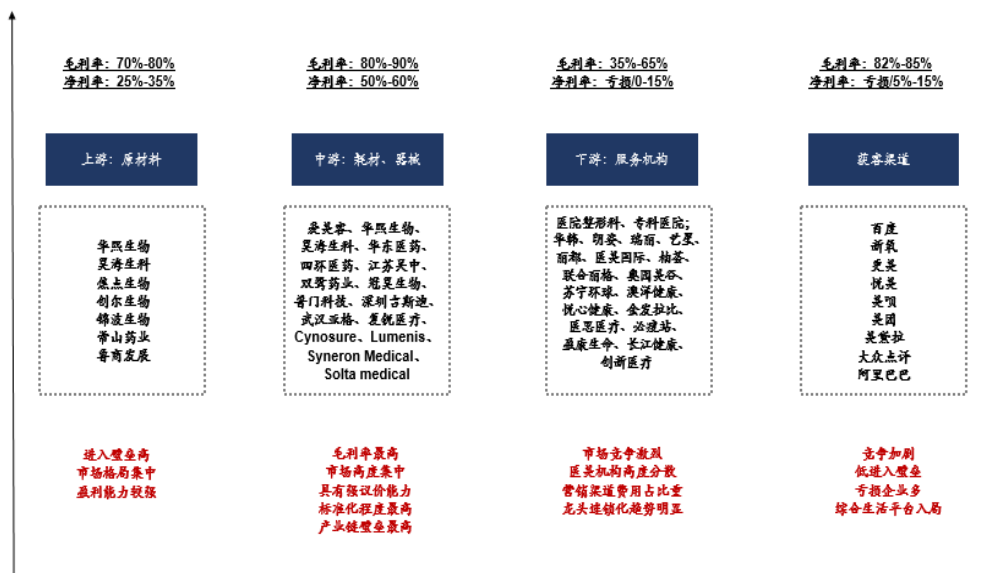 毛利率：70%-80%
净利率：25%-35%
毛利率：80%-90%
净利率：50%-60%
毛利率：35%-65%
净利率：亏损/0-15%
毛利率：82%-85%
净利率：亏损/5%-15%
上游：原材料
中游：耗材、器械
下游：服务机构
获客渠道
华熙生物
昊海生科
焦点生物
创尔生物
锦波生物
常山药业
鲁商发展
爱美客、华熙生物、
昊海生科、华东医药、
四环医药、江苏吴中、
双鹭药业、冠昊生物、
普门科技、深圳吉斯迪、
武汉亚格、复锐医疗、
Cynosure、Lumenis、
Syneron Medical、
Solta medical
医院整形科、专科医院；
华韩、朗姿、瑞丽、艺星、
丽都、医美国际、柚荟、
联合丽格、奥园美谷、
苏宁环球、澳洋健康、
悦心健康、金发拉比、
医思医疗、必瘦站、
盈康生命、长江健康、
创新医疗
百度
新氧
更美
悦美
美呗
美团
美黛拉
大众点评
阿里巴巴
进入壁垒高
市场格局集中
盈利能力较强
毛利率最高
市场高度集中
具有强议价能力
标准化程度最高
产业链壁垒最高
市场竞争激烈
医美机构高度分散
营销渠道费用占比重
龙头连锁化趋势明显
竞争加剧
低进入壁垒
亏损企业多
综合生活平台入局